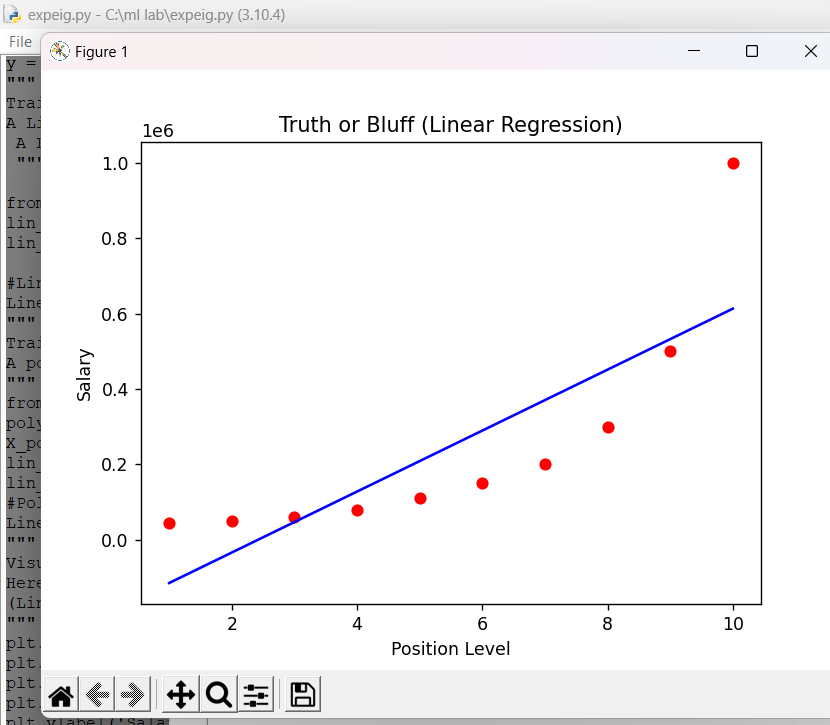 expeig.py - C:\ml lab\expeig.py (3.10.4)
File
Figure 1
y =
"""
Trai
A Li
A
"""
from
lin_
lin_
#Lin
Line
"""
Trai
A po
"""
from
poly
X_po
lin_
lin_
#Pol
Line
"""
Visu
Here
(Lin
"""
plt.
plt.
plt.
plt.
plt.ylabel('Sala
Truth or Bluff (Linear Regression)
1e6
1.0
0.8
0.6
0.4
0.2
0.0
Salary
2 4 6 8 10
Position Level